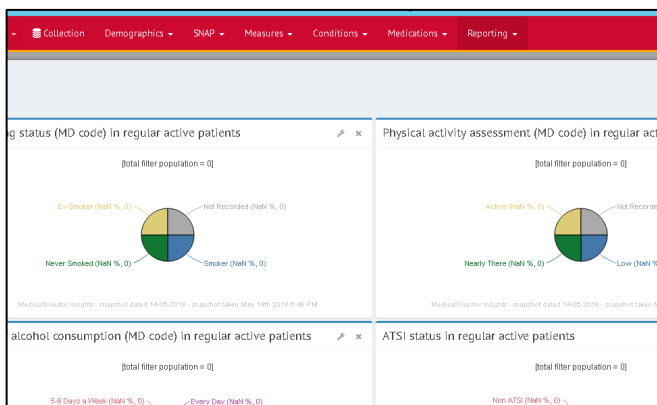 Collection Demographics SNAP Measures Conditions Medications Reporting
g status (MD code) in regular active patients
[total filter population = 0]
Ex-Smoker (NaN %, 0)
Not Recorded (NaN %, 0)
Never Smoked (NaN %, 0)
Smoker (NaN %, 0)
MedicalDirector Insights - snapshot dated 14-05-2018 - snapshot taken May 14th 2018 5:48 PM
Physical activity assessment (MD code) in regular act
[total filter population = 0]
Active (NaN %, 0)
Not Recorde
Nearly There (NaN %, 0)
Low (NaN %
MedicalDirector Insights - snapshot dated 14-05-2018 - snapshot taken M
alcohol consumption (MD code) in regular active patients
[total filter population = 0]
5-6 Days a Week (NaN %, 0)
Every Day (NaN %, 0)
ATSI status in regular active patients
[total filter population = 0]
Non ATSI (NaN %, 0)